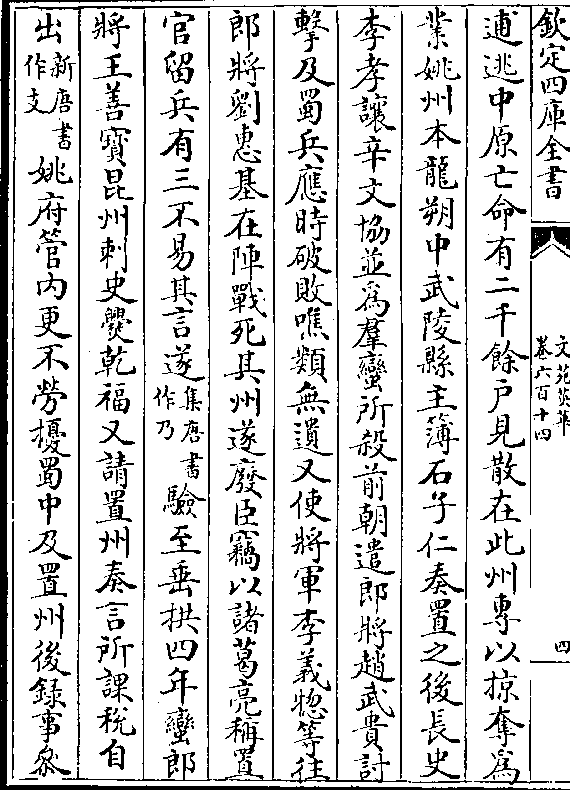 欽定四庫全書
文苑英華
卷六百十四
四
逋逃中原亡命有二千餘户見散在此州專以掠奪爲
業姚州本龍朔中武陵縣主簿石子仁奏置之後長史
李孝讓辛文協並爲羣蠻所殺前朝遣郎將趙武貴討
擊及蜀兵應時破敗噍類無遺又使將軍李義惣等往
郎將劉惠基在陣戰死其州遂廢臣竊以諸葛亮稱置
官留兵有三不易其言遂集唐書作乃驗至垂拱四年蠻郎
將王善寶昆州刺史爨乾福又請置州奏言所課税自
出新唐書作支姚府管内更不勞擾蜀中及置州後録事叅